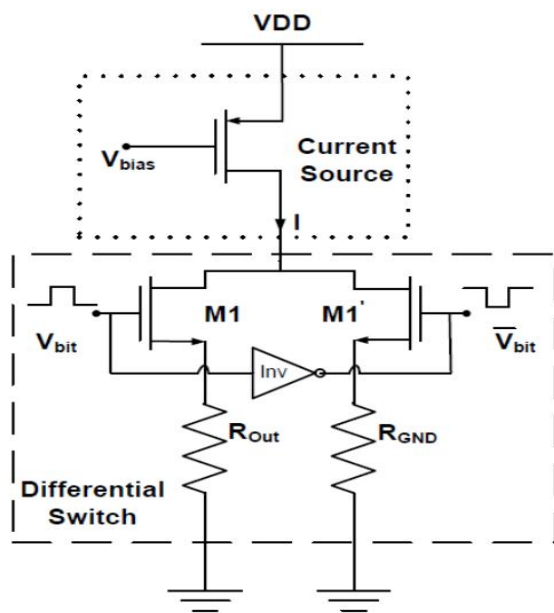 VDD
Current
Source
Vbias
I
M1
M1'
Vbit
V̅bit
Inv
ROut
RGND
Differential
Switch